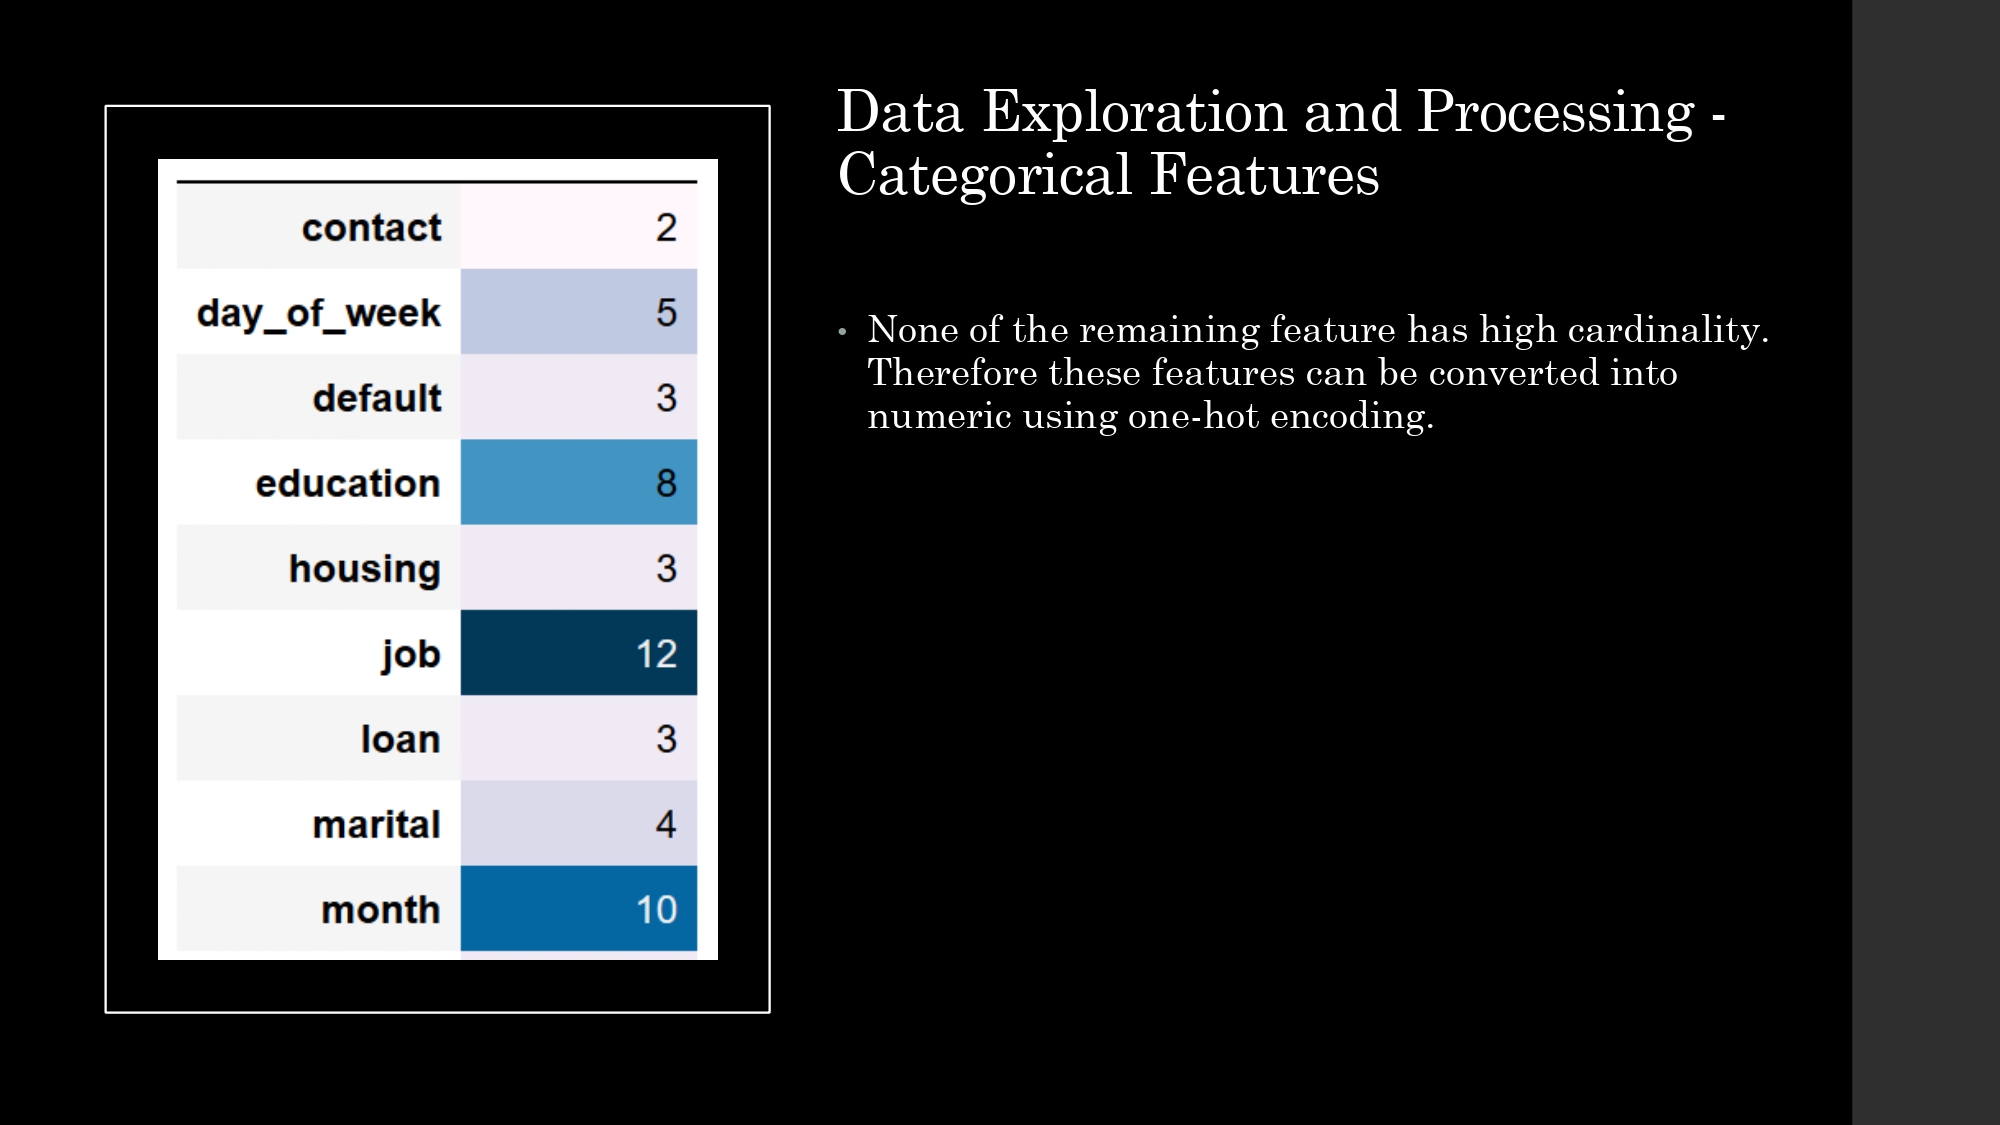 Data Exploration and Processing -
Categorical Features
contact 2
day_of_week 5
default 3
education 8
housing 3
job 12
loan 3
marital 4
month 10
• None of the remaining feature has high cardinality.
Therefore these features can be converted into
numeric using one-hot encoding.